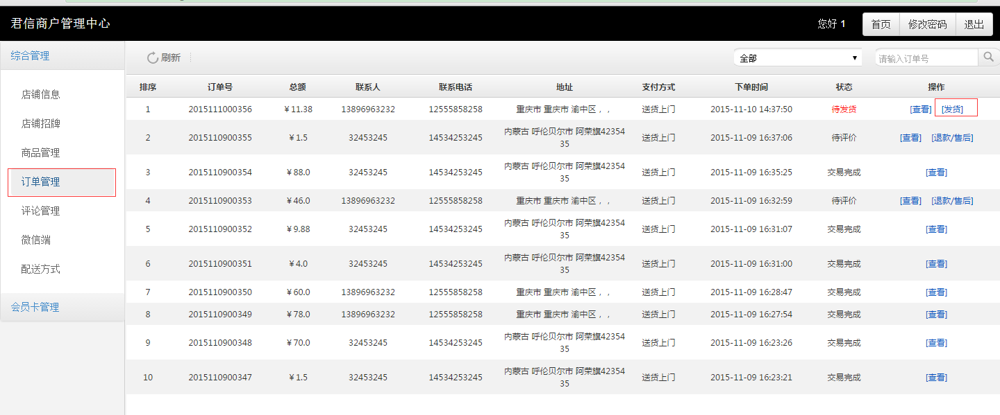 君信商户管理中心
您好 1
首页 修改密码 退出
综合管理
店铺信息
店铺招牌
商品管理
订单管理
评论管理
微信端
配送方式
会员卡管理
刷新
全部
请输入订单号
排序 订单号 总额 联系人 联系电话 地址 支付方式 下单时间 状态 操作
1 2015111000356 ￥11.38 13896963232 12555858258 重庆市 重庆市 渝中区，， 送货上门 2015-11-10 14:37:50 待发货 [查看] [发货]
2 2015110900355 ￥1.5 32453245 14534253245 内蒙古 呼伦贝尔市 阿荣旗42354
35 送货上门 2015-11-09 16:37:06 待评价 [查看] [退款/售后]
3 2015110900354 ￥88.0 32453245 14534253245 内蒙古 呼伦贝尔市 阿荣旗42354
35 送货上门 2015-11-09 16:35:25 交易完成 [查看]
4 2015110900353 ￥46.0 13896963232 12555858258 重庆市 重庆市 渝中区，， 送货上门 2015-11-09 16:32:59 待评价 [查看] [退款/售后]
5 2015110900352 ￥9.88 32453245 14534253245 内蒙古 呼伦贝尔市 阿荣旗42354
35 送货上门 2015-11-09 16:31:07 交易完成 [查看]
6 2015110900351 ￥4.0 32453245 14534253245 内蒙古 呼伦贝尔市 阿荣旗42354
35 送货上门 2015-11-09 16:31:00 交易完成 [查看]
7 2015110900350 ￥60.0 13896963232 12555858258 重庆市 重庆市 渝中区，， 送货上门 2015-11-09 16:28:47 交易完成 [查看]
8 2015110900349 ￥78.0 13896963232 12555858258 重庆市 重庆市 渝中区，， 送货上门 2015-11-09 16:27:54 交易完成 [查看]
9 2015110900348 ￥70.0 32453245 14534253245 内蒙古 呼伦贝尔市 阿荣旗42354
35 送货上门 2015-11-09 16:23:26 交易完成 [查看]
10 2015110900347 ￥1.5 32453245 14534253245 内蒙古 呼伦贝尔市 阿荣旗42354
35 送货上门 2015-11-09 16:23:21 交易完成 [查看]